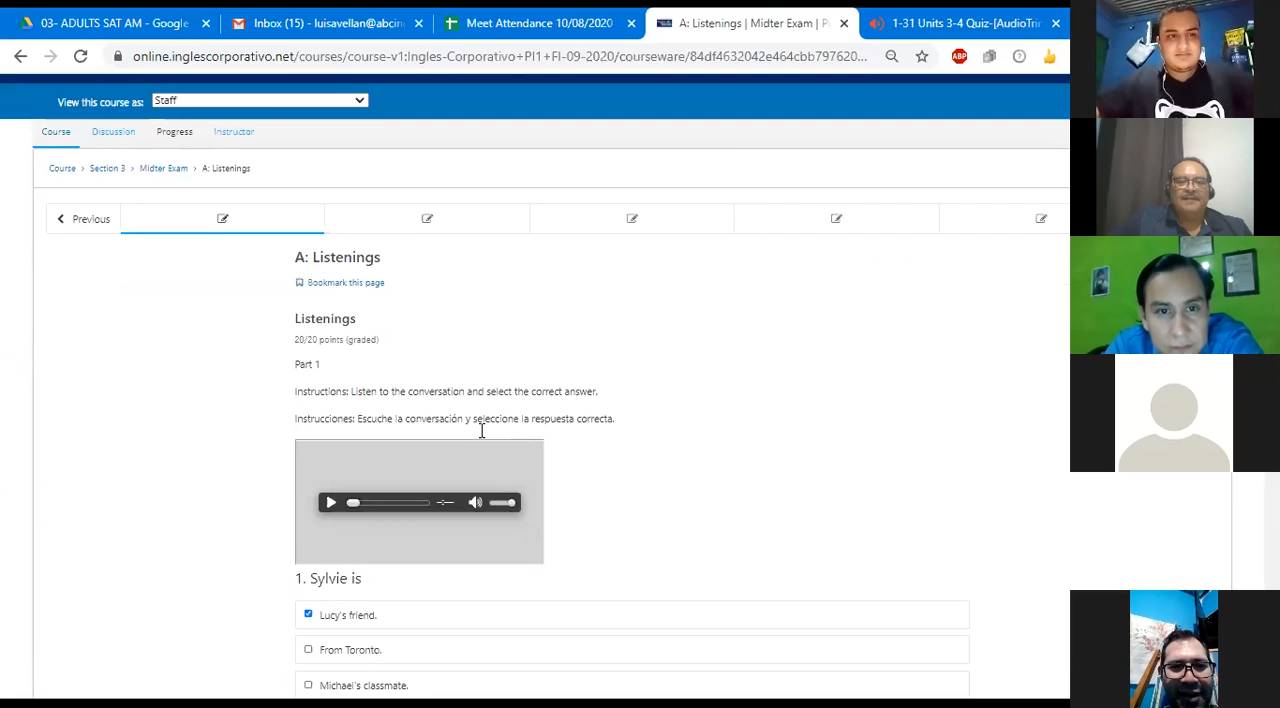 03- ADULTS SAT AM - Google
Inbox (15) - luisavellan@abcing
Meet Attendance 10/08/2020
A: Listenings | Midter Exam | Pi
1-31 Units 3-4 Quiz-[AudioTrim
online.inglescorporativo.net/courses/course-v1:Ingles-Corporativo+PI1+FI-09-2020/courseware/84df4632042e464cbb797620...
ABP
View this course as: Staff
Course Discussion Progress Instructor
Course > Section 3 > Midter Exam > A: Listenings
Previous
A: Listenings
Bookmark this page
Listenings
20/20 points (graded)
Part 1
Instructions: Listen to the conversation and select the correct answer.
Instrucciones: Escuche la conversación y seleccione la respuesta correcta.
1. Sylvie is
Lucy's friend.
From Toronto.
Michael's classmate.